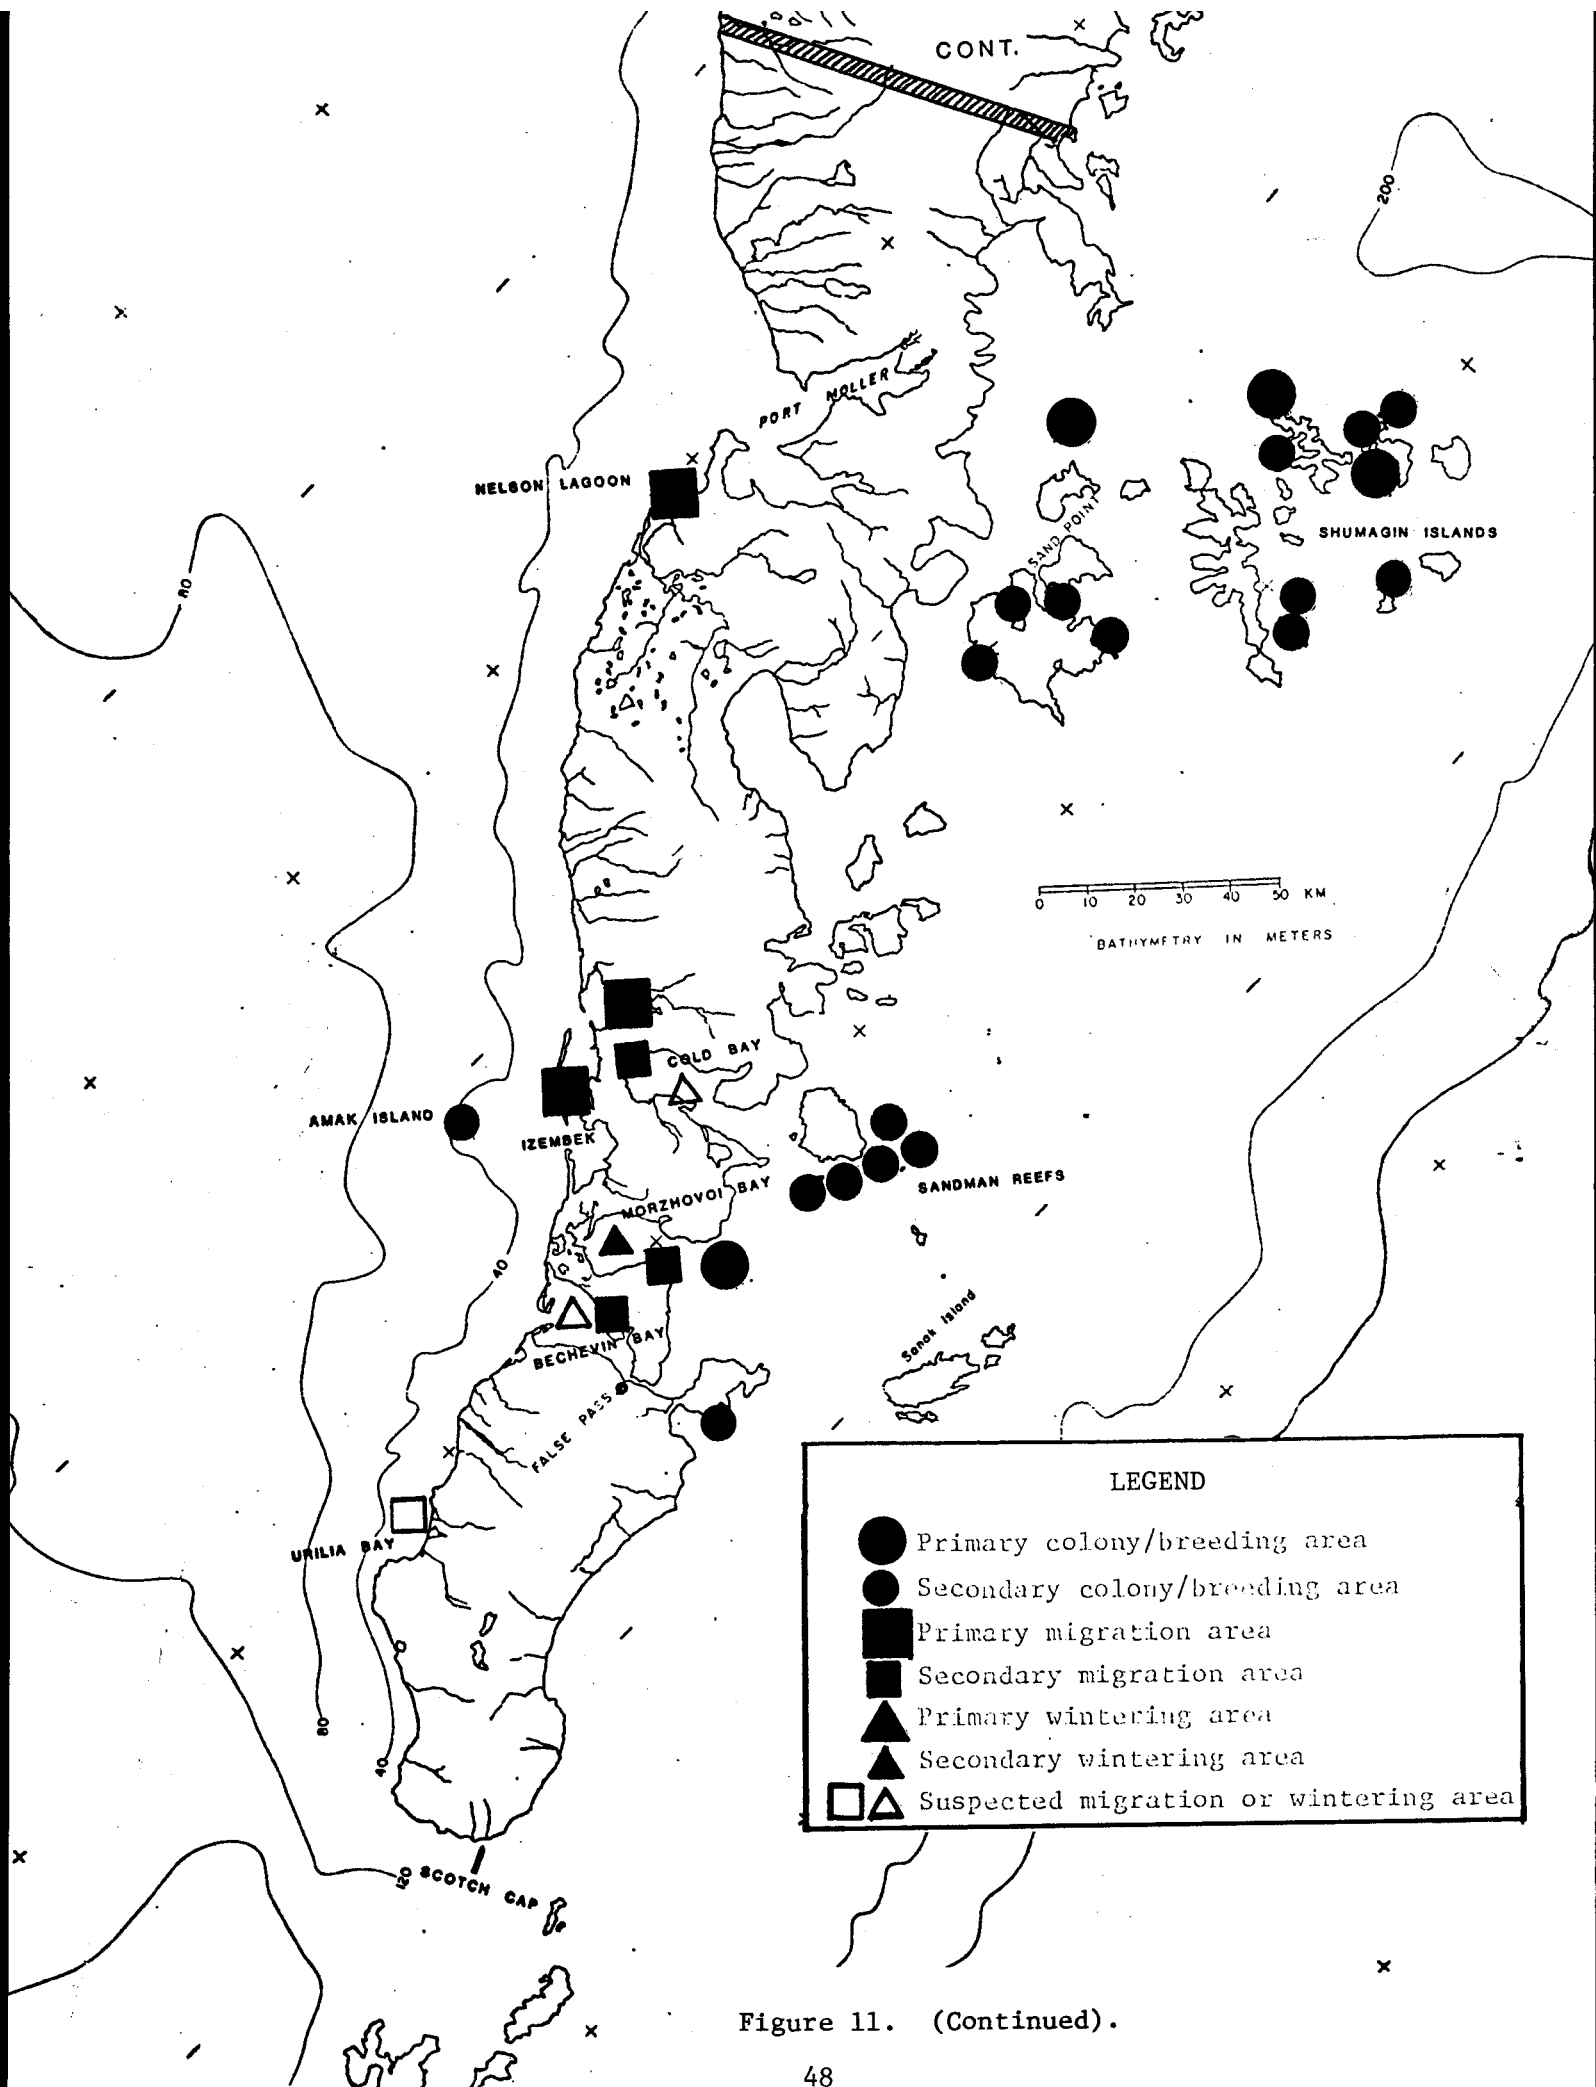 CONT.
200
PORT MOLLER
NELSON LAGOON
SAND POINT
SHUMAGIN ISLANDS
80
0 10 20 30 40 50 KM
BATHYMETRY IN METERS
COLD BAY
AMAK ISLAND
IZEMBEK
MORZHOVOI BAY
SANDMAN REEFS
40
Sanak Island
BECHEVIN BAY
FALSE PASS
URILIA BAY
LEGEND
Primary colony/breeding area
Secondary colony/breeding area
Primary migration area
Secondary migration area
Primary wintering area
Secondary wintering area
Suspected migration or wintering area
80
40
120
SCOTCH CAP
Figure 11. (Continued).
48